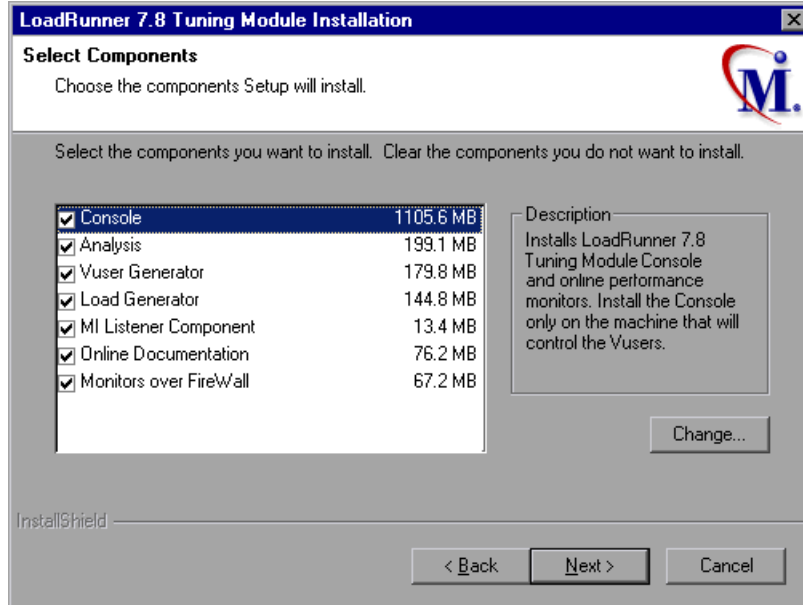 LoadRunner 7.8 Tuning Module Installation
Select Components
Choose the components Setup will install.
M.
Select the components you want to install.  Clear the components you do not want to install.
Console 1105.6 MB
Analysis 199.1 MB
Vuser Generator 179.8 MB
Load Generator 144.8 MB
MI Listener Component 13.4 MB
Online Documentation 76.2 MB
Monitors over FireWall 67.2 MB
Description
Installs LoadRunner 7.8
Tuning Module Console
and online performance
monitors. Install the Console
only on the machine that will
control the Vusers.
Change...
InstallShield
< Back
Next >
Cancel